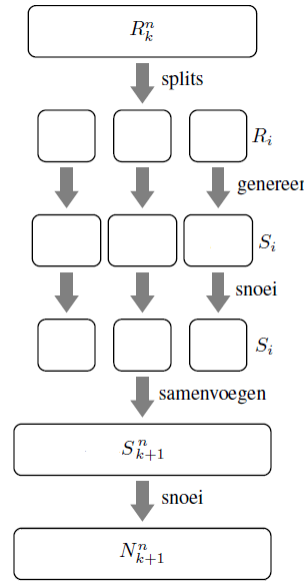 R_k^n
splits
R_i
genereer
S_i
snoei
S_i
samenvoegen
S_{k+1}^n
snoei
N_{k+1}^n